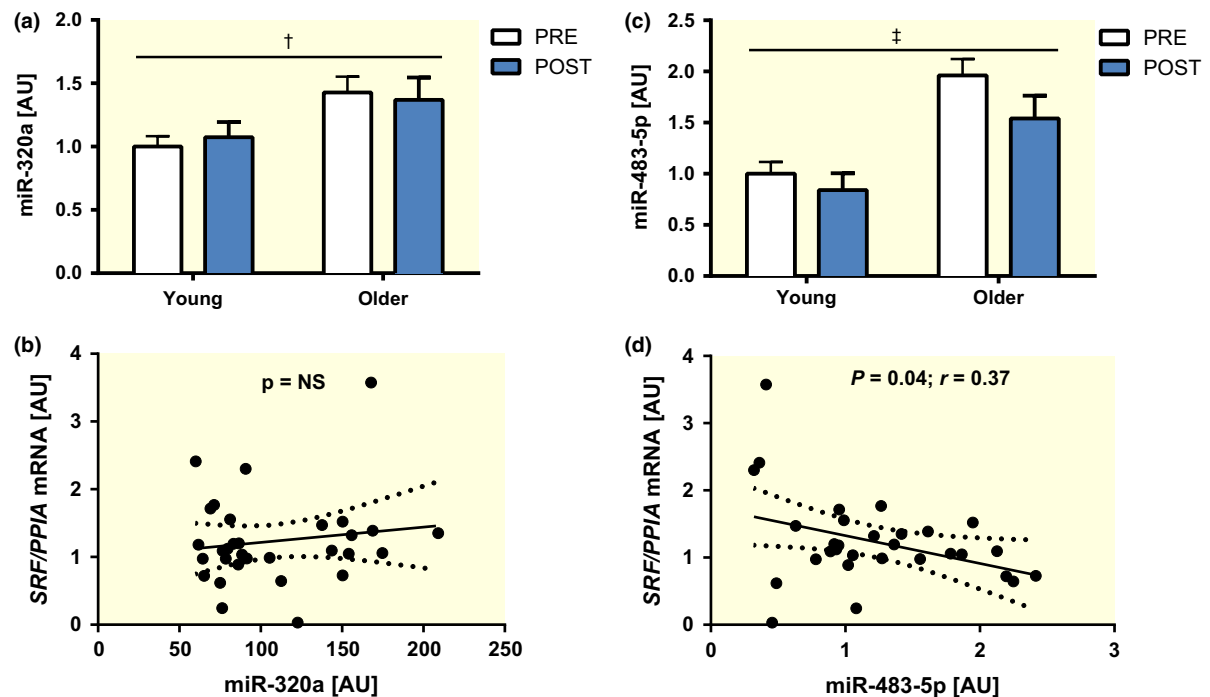 (a)
2.0
1.5
1.0
0.5
0.0
miR-320a [AU]
†
PRE
POST
Young Older
(c)
2.5
2.0
1.5
1.0
0.5
0.0
miR-483-5p [AU]
‡
PRE
POST
Young Older
(b)
4
3
2
1
0
SRF/PPIA mRNA [AU]
p = NS
0 50 100 150 200 250
miR-320a [AU]
(d)
4
3
2
1
0
SRF/PPIA mRNA [AU]
P = 0.04; r = 0.37
0 1 2 3
miR-483-5p [AU]